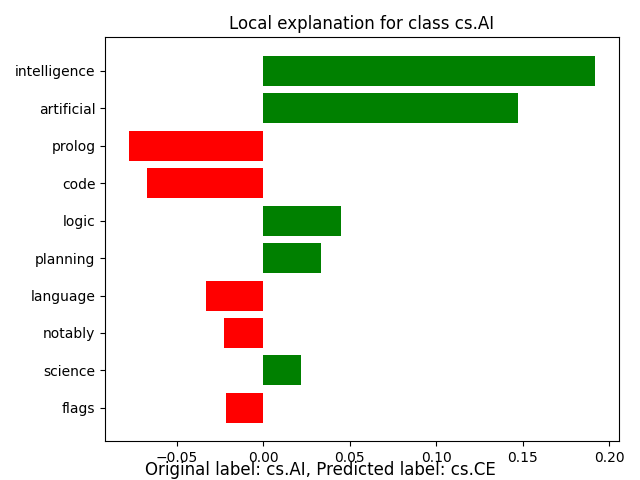 Local explanation for class cs.AI
intelligence
artificial
prolog
code
logic
planning
language
notably
science
flags
−0.05 0.00 0.05 0.10 0.15 0.20
Original label: cs.AI, Predicted label: cs.CE